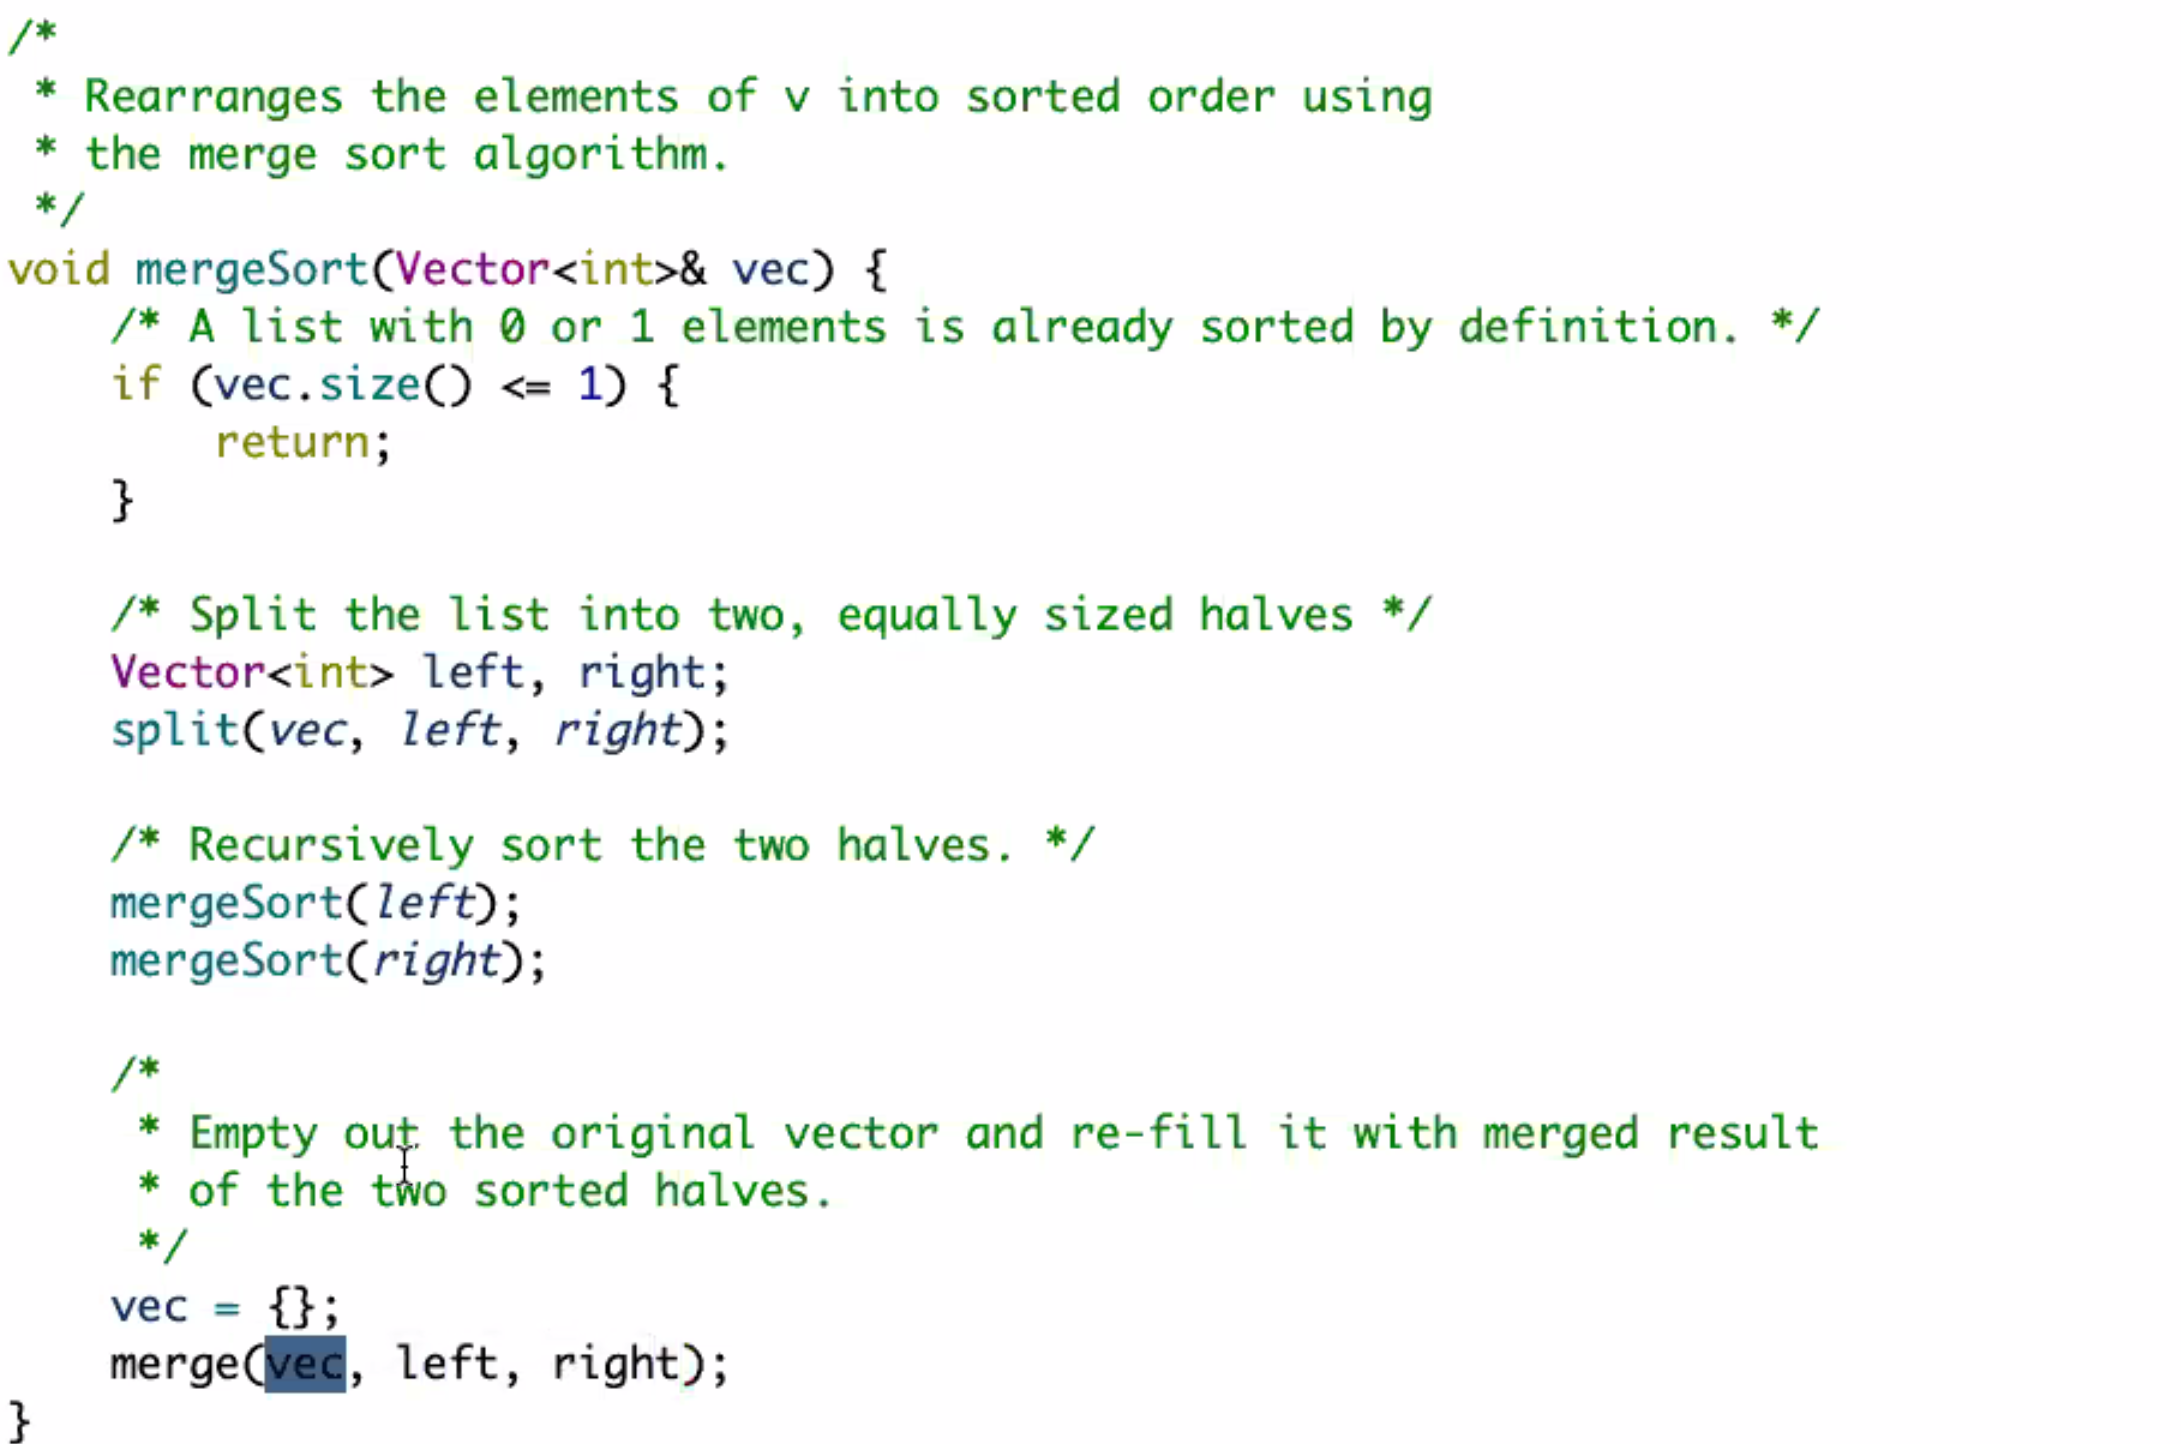 /*
 * Rearranges the elements of v into sorted order using
 * the merge sort algorithm.
 */
void mergeSort(Vector<int>& vec) {
    /* A list with 0 or 1 elements is already sorted by definition. */
    if (vec.size() <= 1) {
        return;
    }

    /* Split the list into two, equally sized halves */
    Vector<int> left, right;
    split(vec, left, right);

    /* Recursively sort the two halves. */
    mergeSort(left);
    mergeSort(right);

    /*
     * Empty out the original vector and re-fill it with merged result
     * of the two sorted halves.
     */
    vec = {};
    merge(vec, left, right);
}